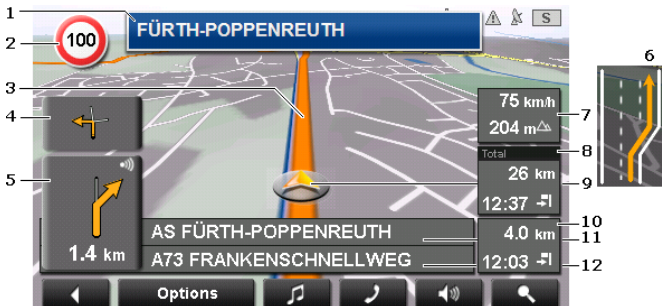 1
FÜRTH-POPPENREUTH
S
2
100
6
3
4
75 km/h
7
204 m
Total
8
5
26 km
9
12:37
10
AS FÜRTH-POPPENREUTH
4.0 km
11
1.4 km
A73 FRANKENSCHNELLWEG
12:03
12
Options